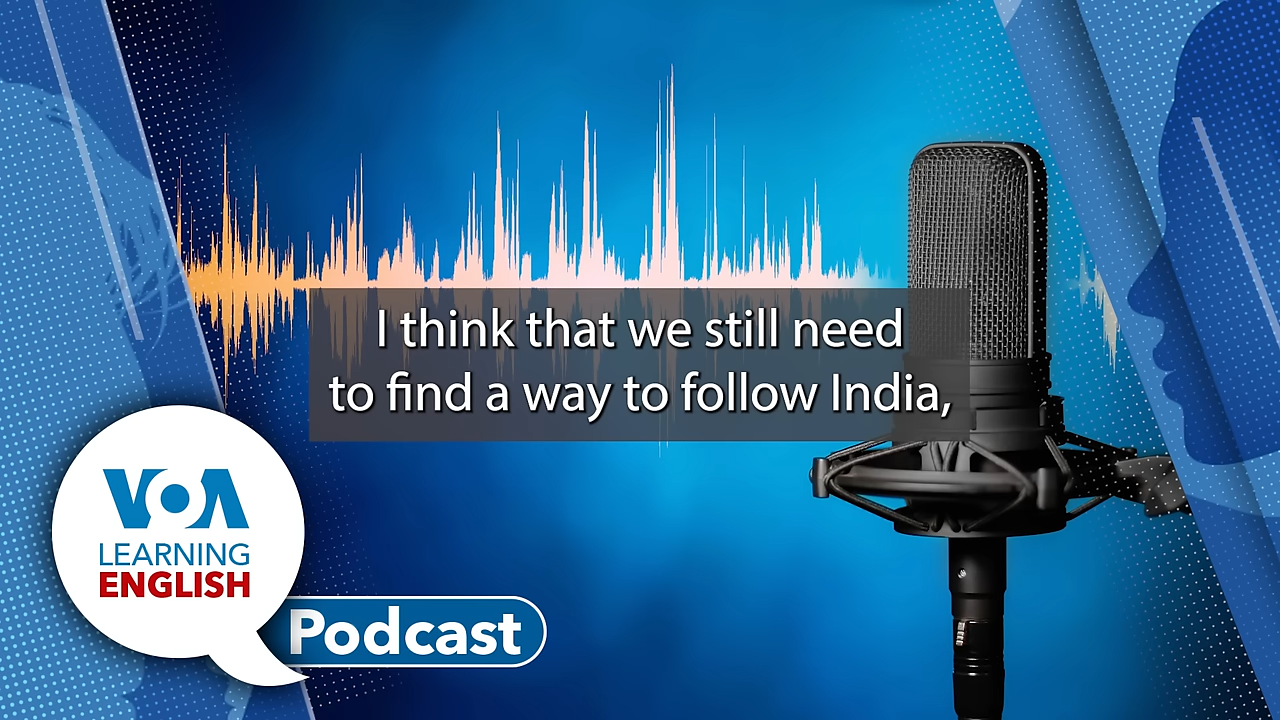 I think that we still need
to find a way to follow India,
VOA
LEARNING
ENGLISH
Podcast